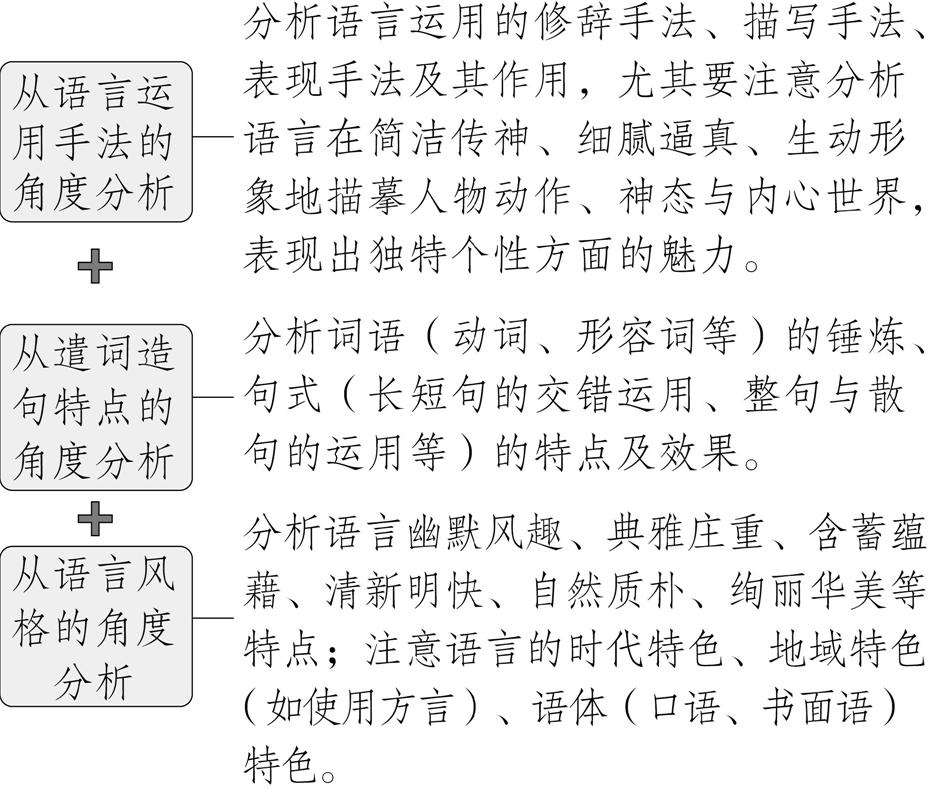 从语言运
用手法的
角度分析
分析语言运用的修辞手法、描写手法、
表现手法及其作用，尤其要注意分析
语言在简洁传神、细腻逼真、生动形
象地描摹人物动作、神态与内心世界，
表现出独特个性方面的魅力。
+
从遣词造
句特点的
角度分析
分析词语（动词、形容词等）的锤炼、
句式（长短句的交错运用、整句与散
句的运用等）的特点及效果。
+
从语言风
格的角度
分析
分析语言幽默风趣、典雅庄重、含蓄蕴
藉、清新明快、自然质朴、绚丽华美等
特点；注意语言的时代特色、地域特色
（如使用方言）、语体（口语、书面语）
特色。